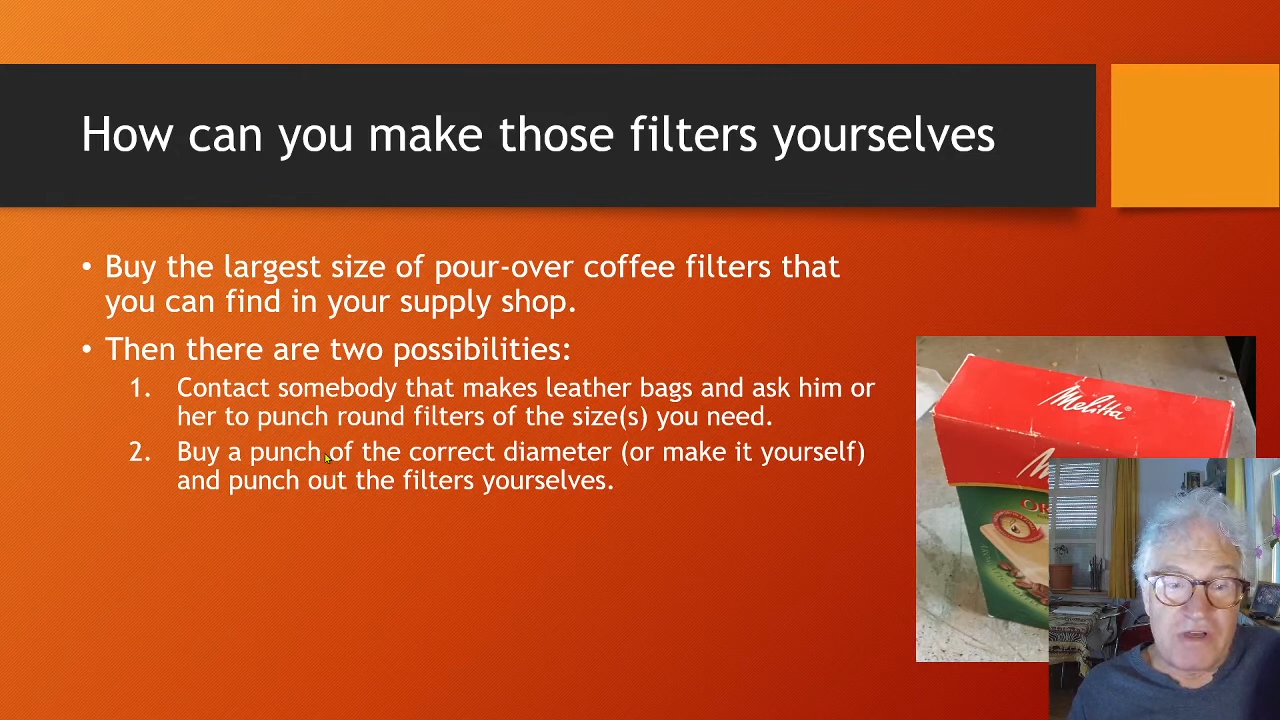 How can you make those filters yourselves
• Buy the largest size of pour-over coffee filters that
you can find in your supply shop.
• Then there are two possibilities:
1. Contact somebody that makes leather bags and ask him or
her to punch round filters of the size(s) you need.
2. Buy a punch of the correct diameter (or make it yourself)
and punch out the filters yourselves.
Melitta